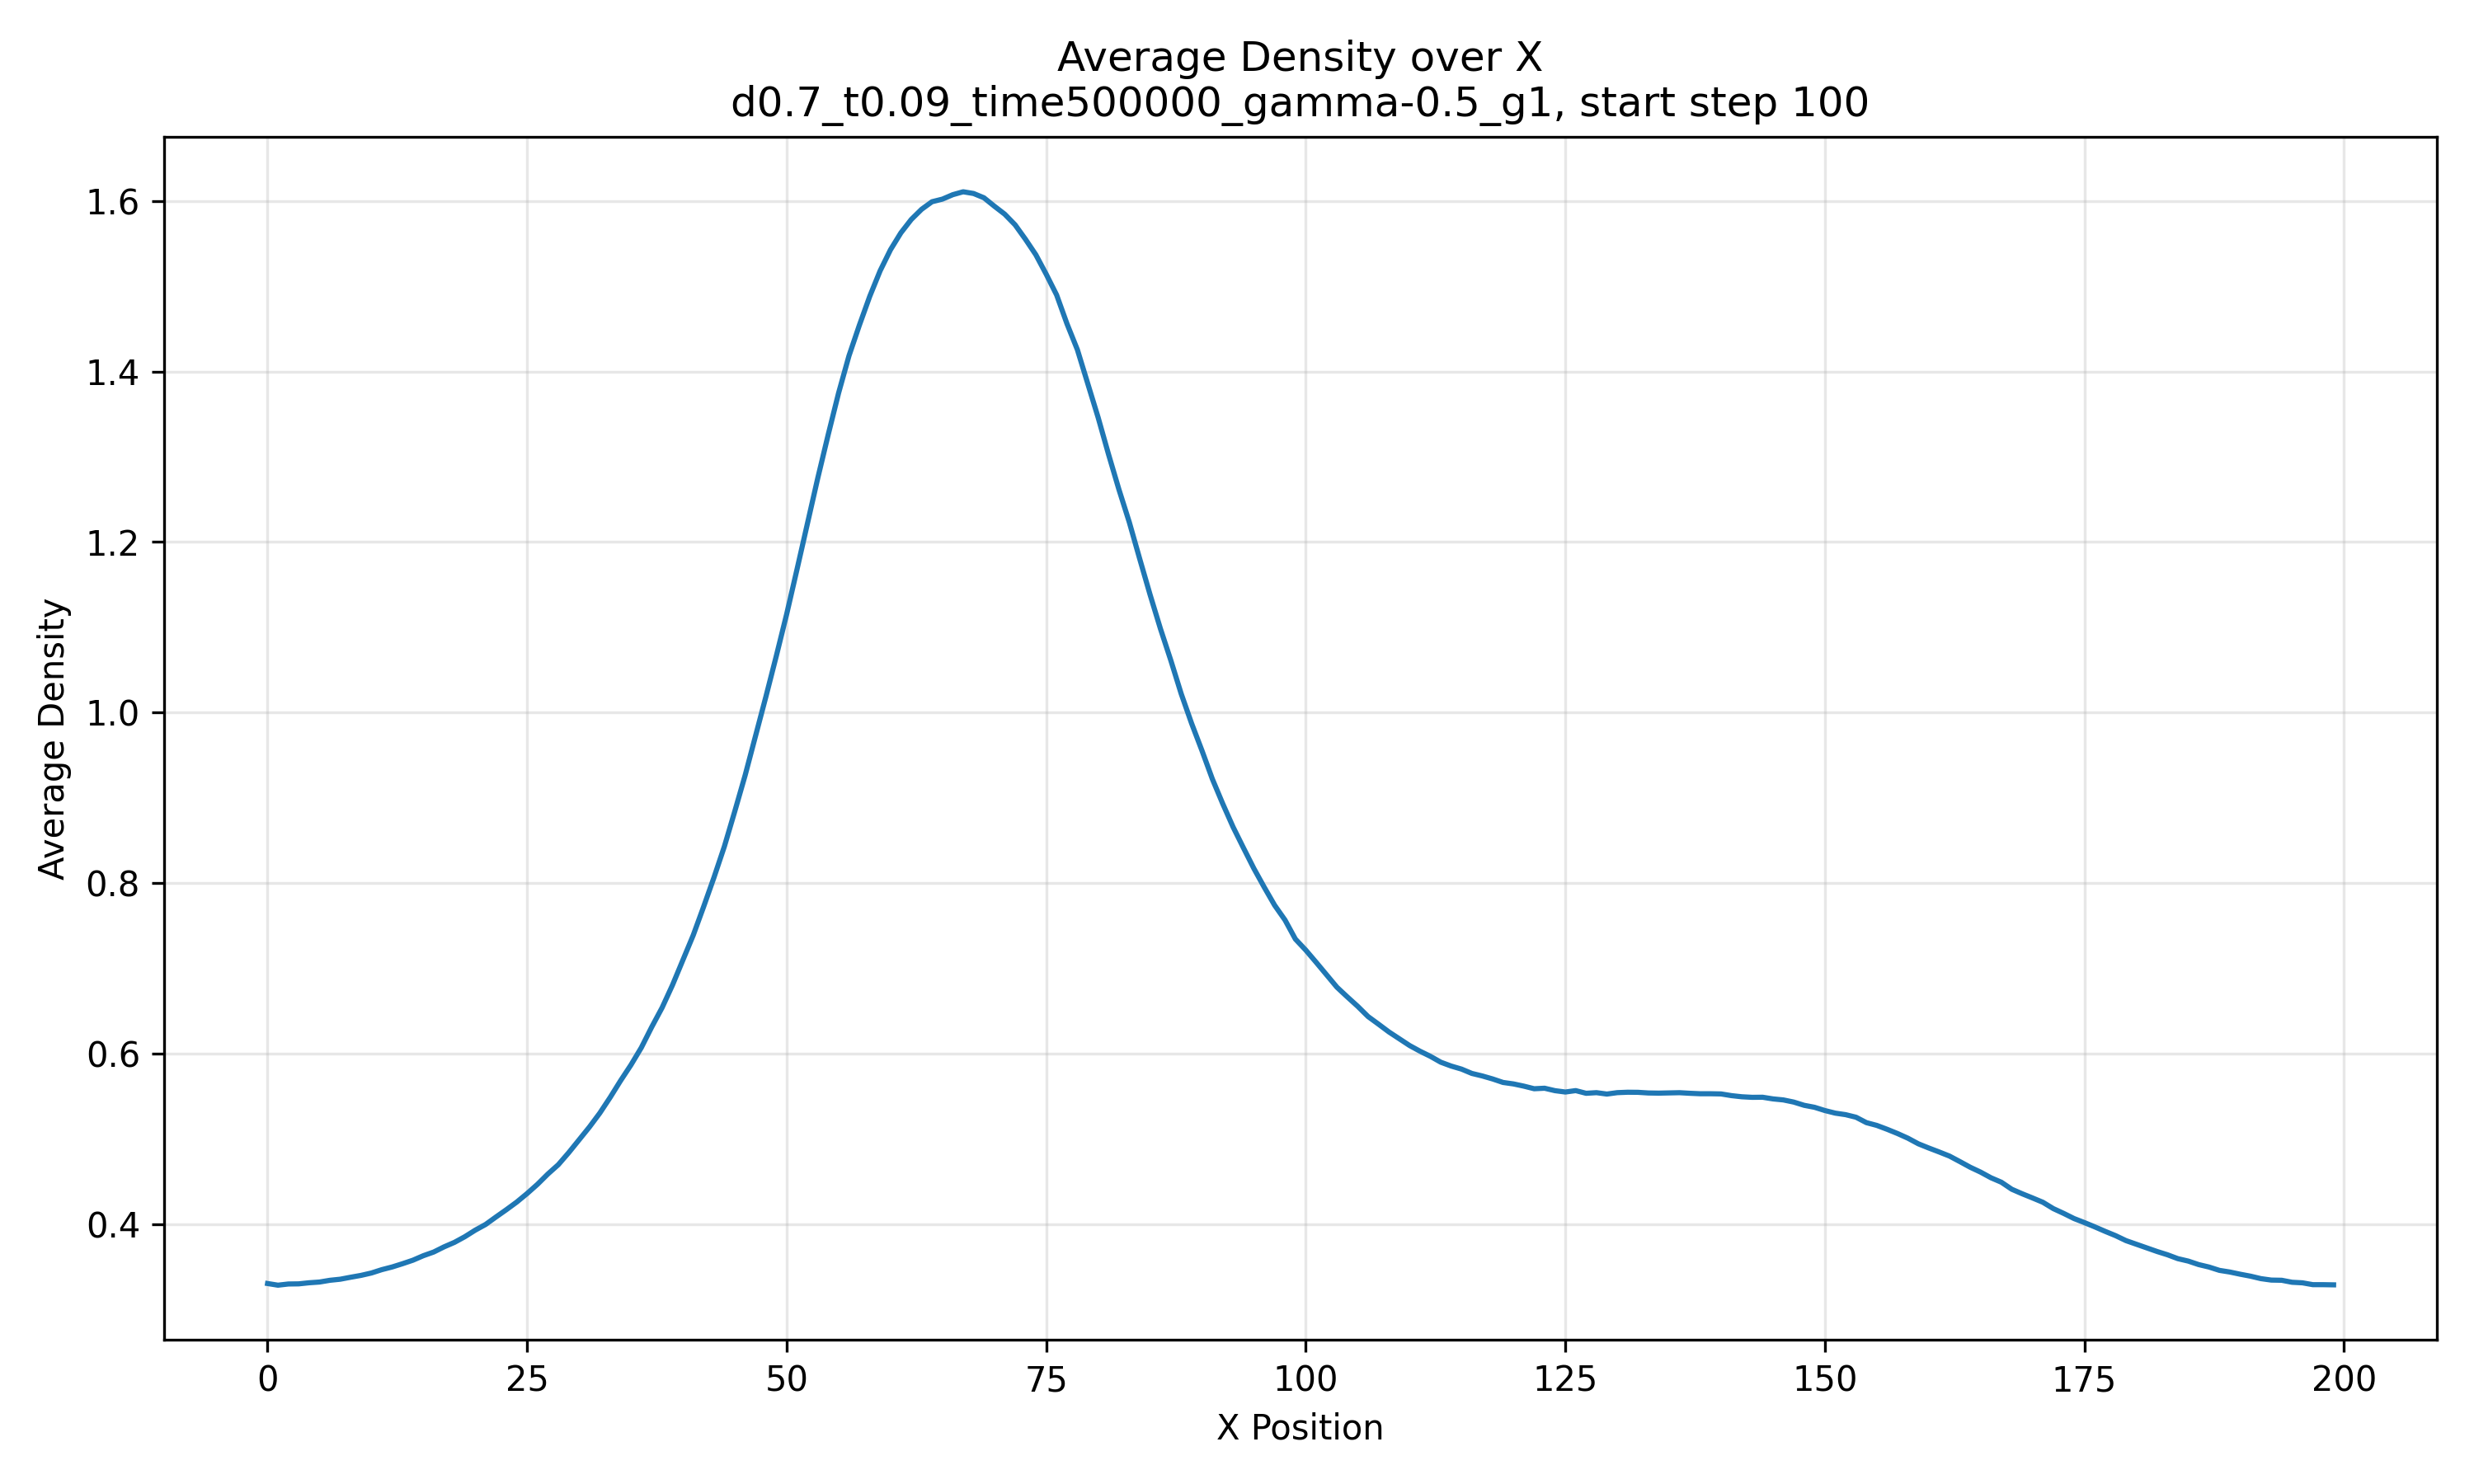 Average Density over X
d0.7_t0.09_time500000_gamma-0.5_g1, start step 100
Average Density
1.6
1.4
1.2
1.0
0.8
0.6
0.4
0 25 50 75 100 125 150 175 200
X Position